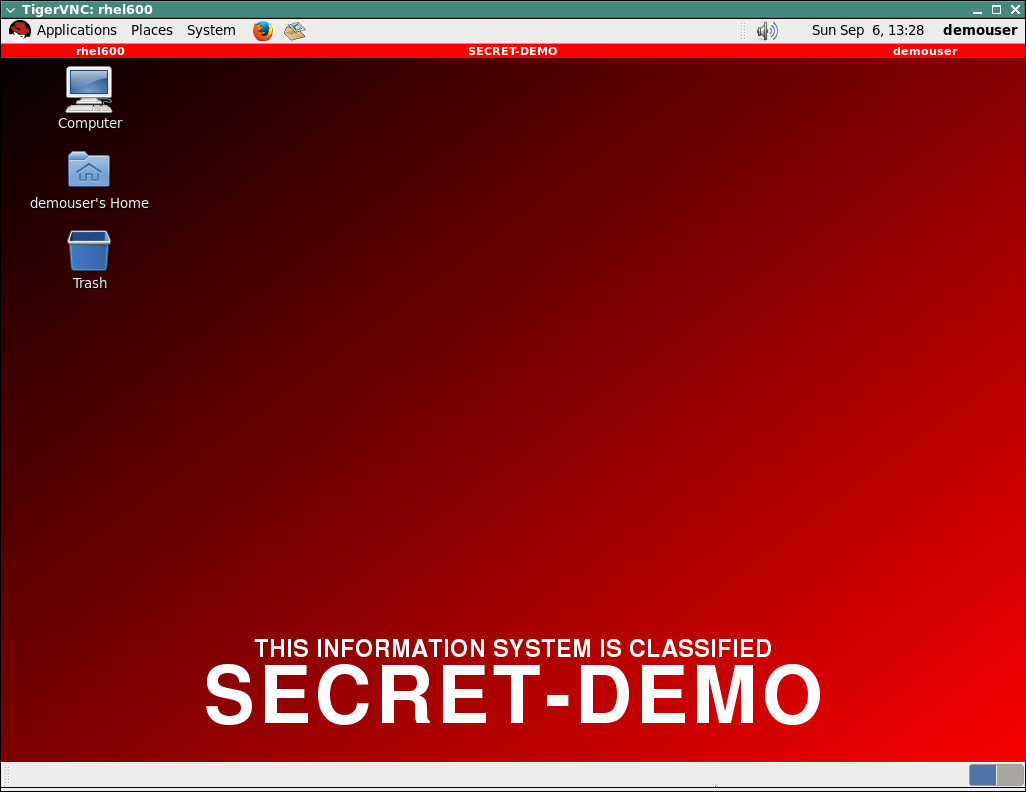 TigerVNC: rhel600
Applications Places System Sun Sep 6, 13:28 demouser
rhel600 SECRET-DEMO demouser
Computer
demouser's Home
Trash
THIS INFORMATION SYSTEM IS CLASSIFIED
SECRET-DEMO